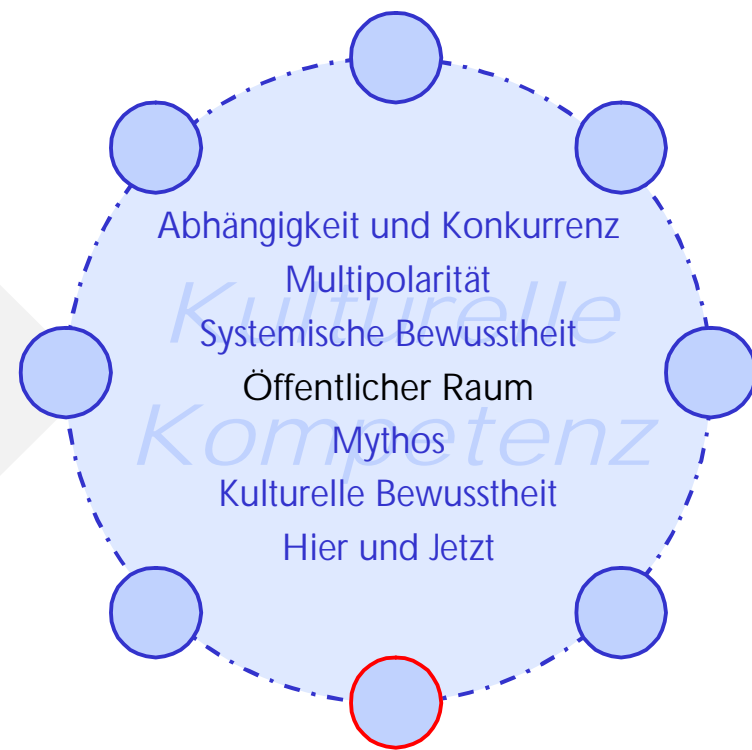 Abhängigkeit und Konkurrenz
Multipolarität
Kulturelle
Systemische Bewusstheit
Öffentlicher Raum
Kompetenz
Mythos
Kulturelle Bewusstheit
Hier und Jetzt